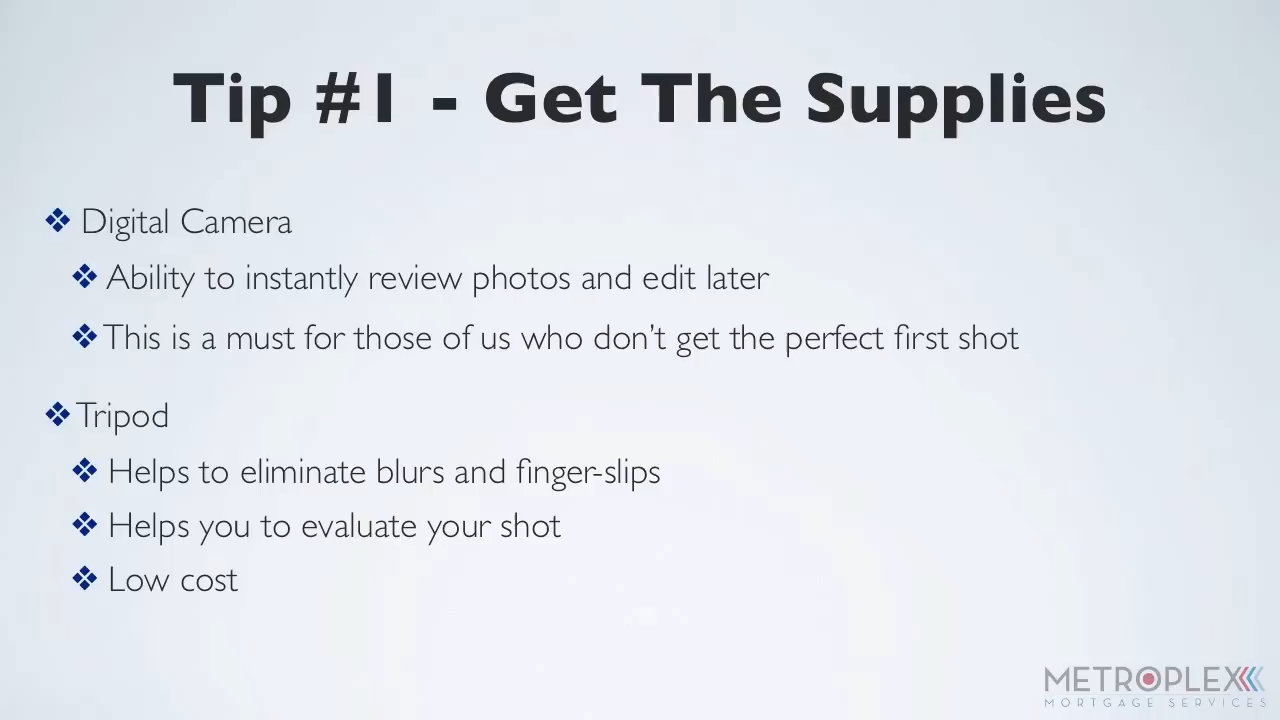 Tip #1 - Get The Supplies
❖ Digital Camera
❖ Ability to instantly review photos and edit later
❖ This is a must for those of us who don’t get the perfect first shot
❖ Tripod
❖ Helps to eliminate blurs and finger-slips
❖ Helps you to evaluate your shot
❖ Low cost
METROPLEX
MORTGAGE SERVICES